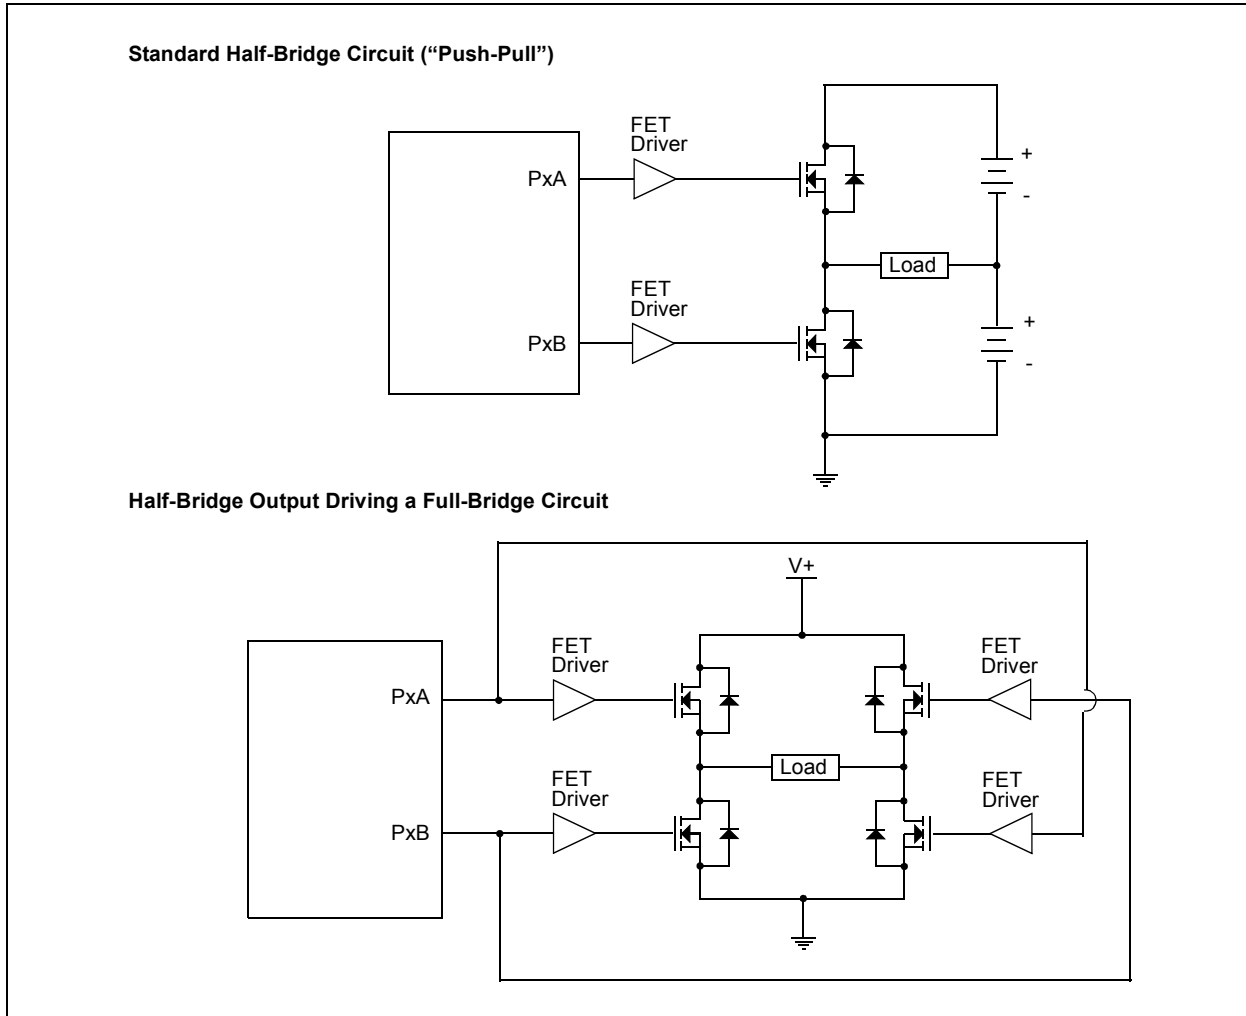 Standard Half-Bridge Circuit (“Push-Pull”)
FET
Driver
PxA
+
-
Load
FET
Driver
PxB
+
-
Half-Bridge Output Driving a Full-Bridge Circuit
V+
FET
Driver
FET
Driver
PxA
Load
FET
Driver
FET
Driver
PxB